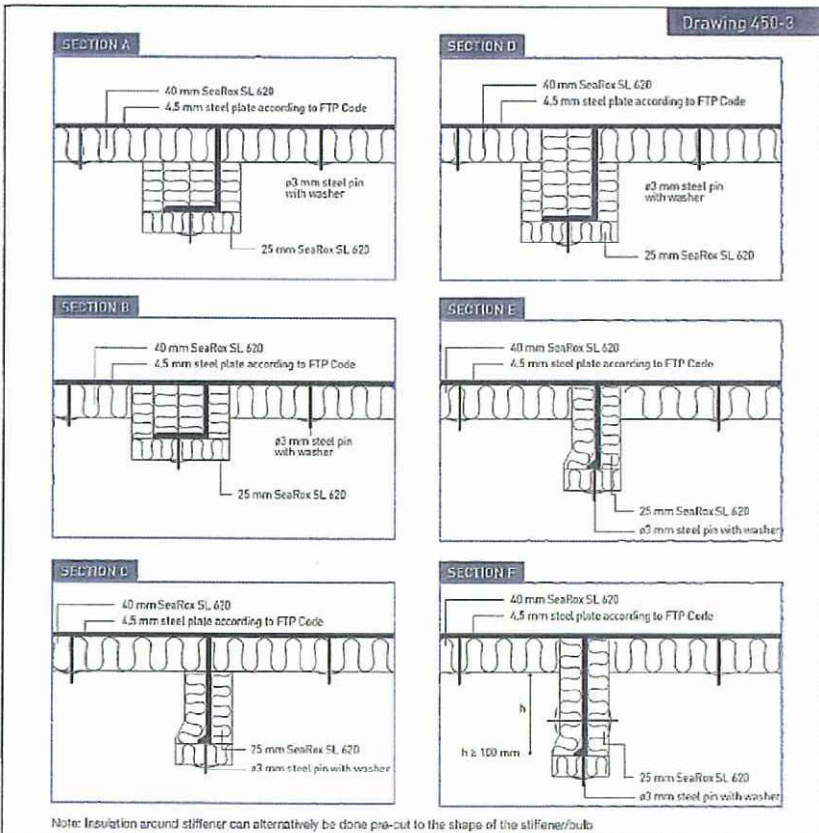 Drawing 450-3
SECTION A
40 mm SeaRox SL 620
4.5 mm steel plate according to FTP Code
ø3 mm steel pin
with washer
25 mm SeaRox SL 620
SECTION D
40 mm SeaRox SL 620
4.5 mm steel plate according to FTP Code
ø3 mm steel pin
with washer
25 mm SeaRox SL 620
SECTION B
40 mm SeaRox SL 620
4.5 mm steel plate according to FTP Code
ø3 mm steel pin
with washer
25 mm SeaRox SL 620
SECTION E
40 mm SeaRox SL 620
4.5 mm steel plate according to FTP Code
25 mm SeaRox SL 620
ø3 mm steel pin with washer
SECTION C
40 mm SeaRox SL 620
4.5 mm steel plate according to FTP Code
25 mm SeaRox SL 620
ø3 mm steel pin with washer
SECTION F
40 mm SeaRox SL 620
4.5 mm steel plate according to FTP Code
h
h ≥ 100 mm
25 mm SeaRox SL 620
ø3 mm steel pin with washer
Note: Insulation around stiffener can alternatively be done pre-cut to the shape of the stiffener/bulb